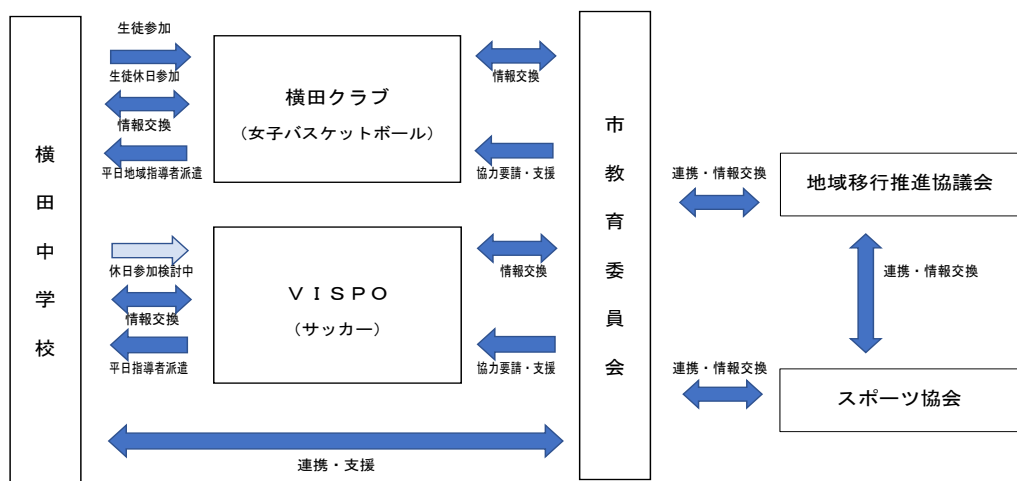 横田中学校
生徒参加
生徒休日参加
情報交換
平日地域指導者派遣
横田クラブ
（女子バスケットボール）
情報交換
協力要請・支援
休日参加検討中
情報交換
平日指導者派遣
ＶＩＳＰＯ
（サッカー）
情報交換
協力要請・支援
連携・支援
市教育委員会
連携・情報交換
地域移行推進協議会
連携・情報交換
連携・情報交換
スポーツ協会